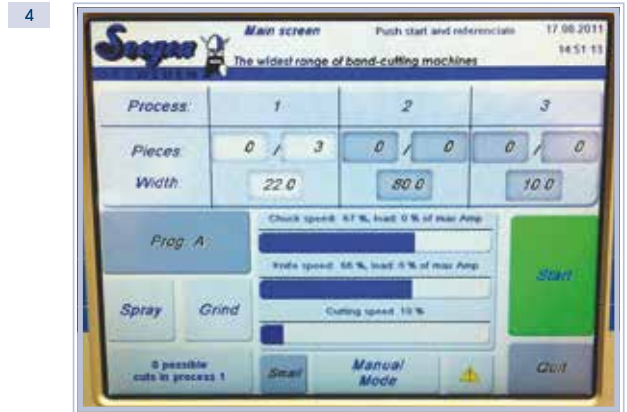 4
Main screen Push start and referenciate 17.08.2011
14:51:13
SWEDEN
The widest range of band-cutting machines
Process: 1 2 3
Pieces 0 / 3 0 / 0 0 / 0
Width: 22.0 80.0 10.0
Chuck speed: 67 %, load: 0 % of max Amp
Prog. A
Knife speed: 66 %, load: 0 % of max Amp
Start
Spray Grind
Cutting speed: 10 %
0 possible
cuts in process 1
Small
Manual
Mode
Quit